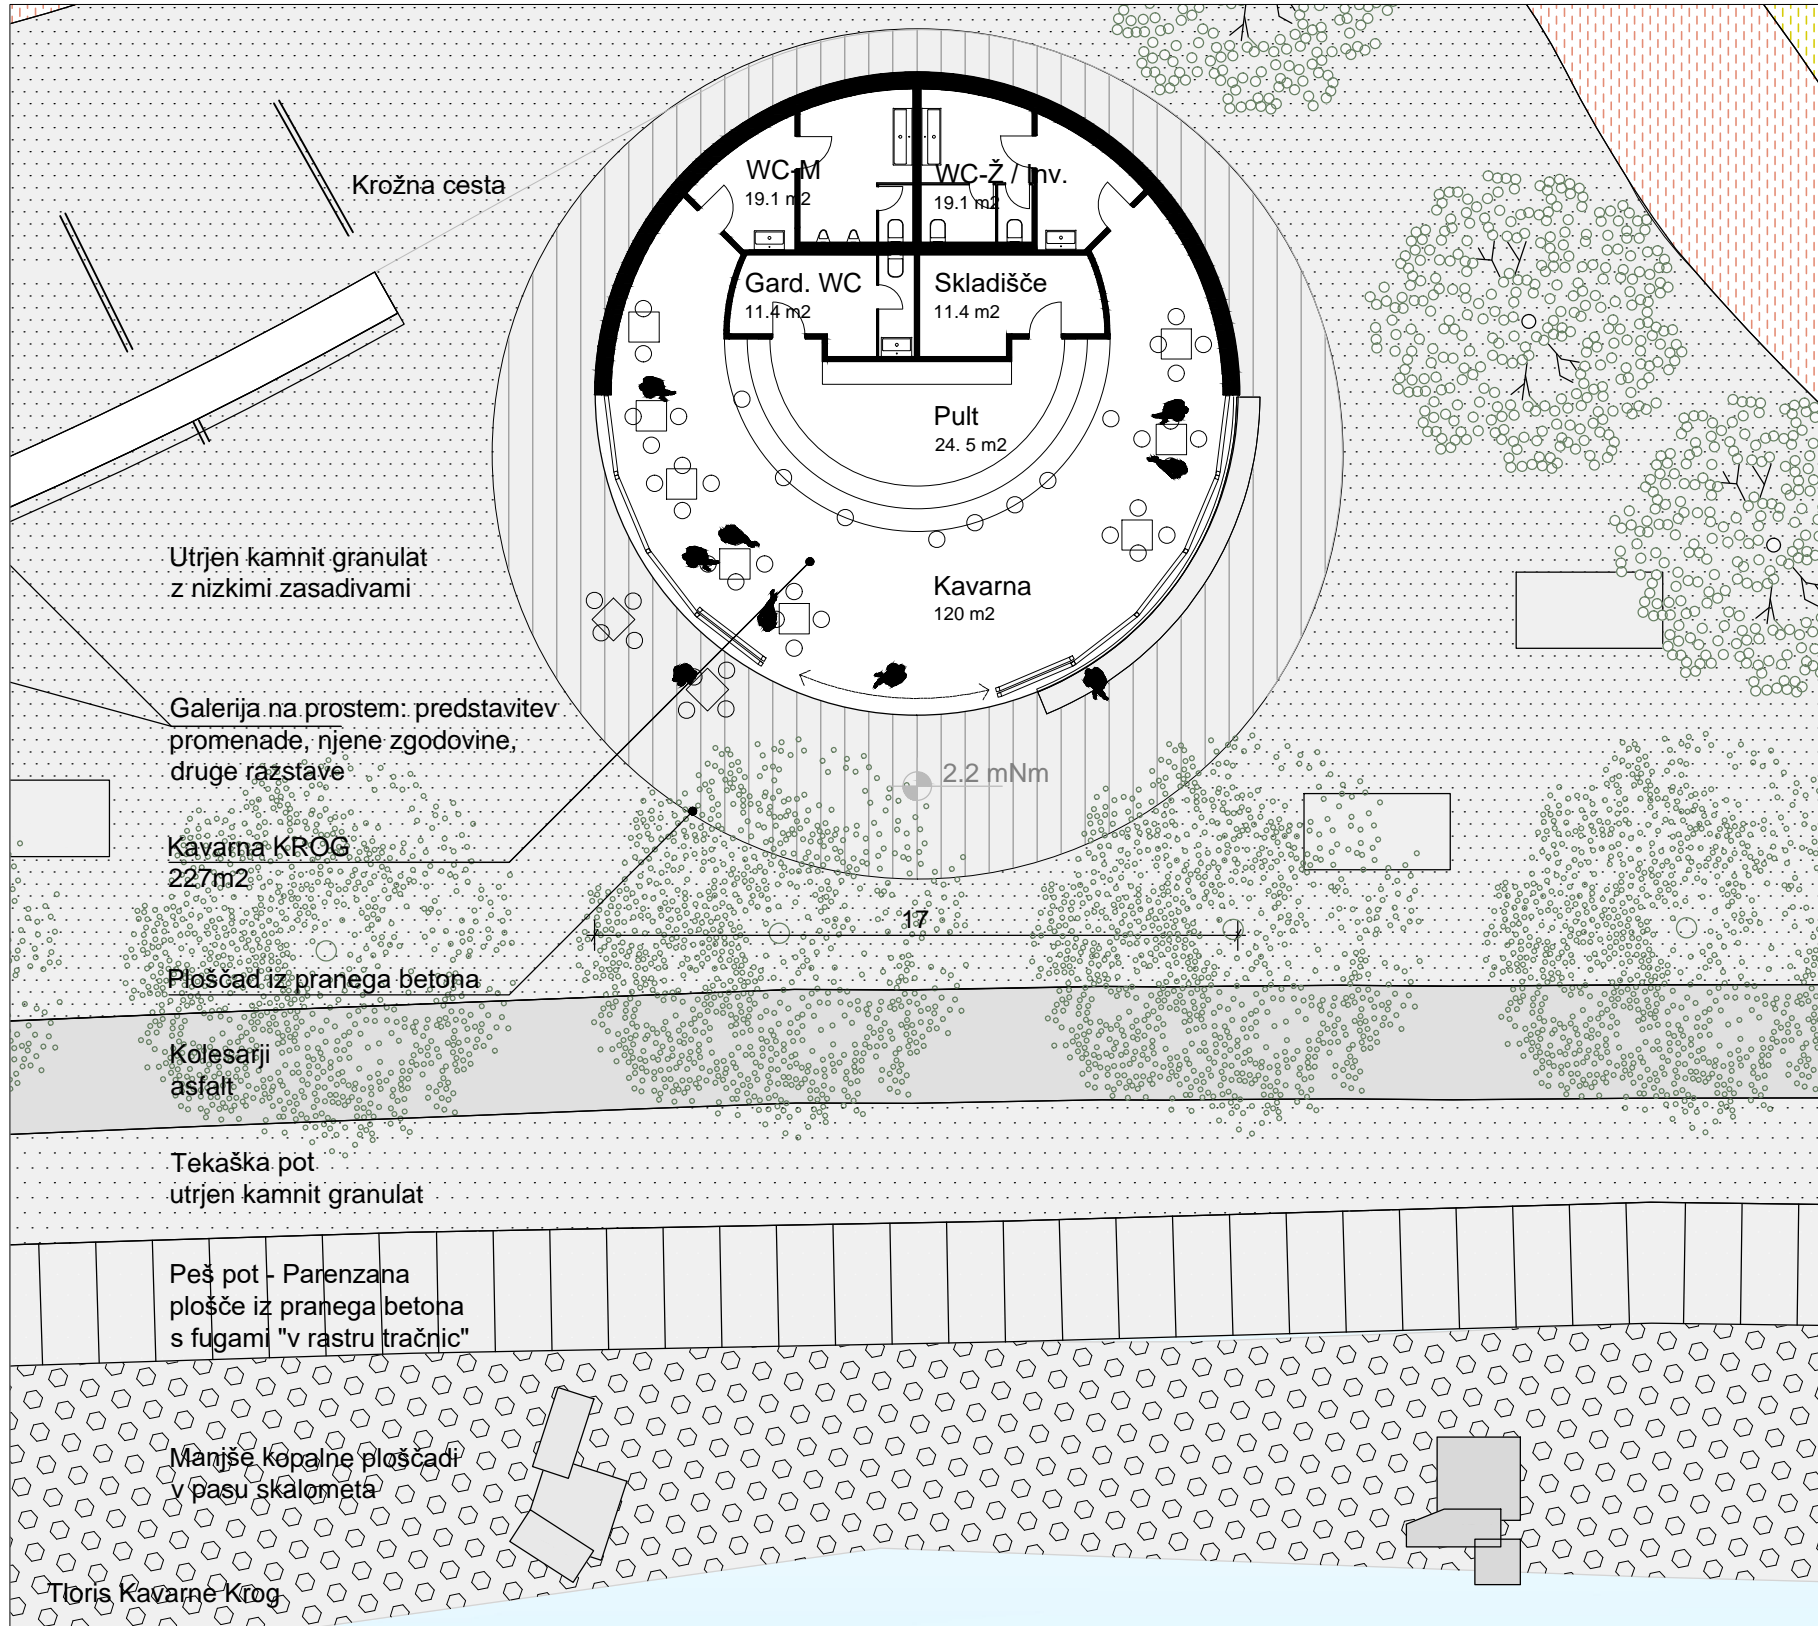 Krožna cesta
WC-M
19.1 m2
WC-Ž / Inv.
19.1 m2
Gard. WC
11.4 m2
Skladišče
11.4 m2
Pult
24. 5 m2
Kavarna
120 m2
Utrjen kamnit granulat
z nizkimi zasadivami
Galerija na prostem: predstavitev
promenade, njene zgodovine,
druge razstave
2.2 mNm
Kavarna KROG
227m2
17
Ploščad iz pranega betona
Kolesarji
asfalt
Tekaška pot
utrjen kamnit granulat
Peš pot - Parenzana
plošče iz pranega betona
s fugami "v rastru tračnic"
Manjše kopalne ploščadi
v pasu skalometa
Tloris Kavarne Krog